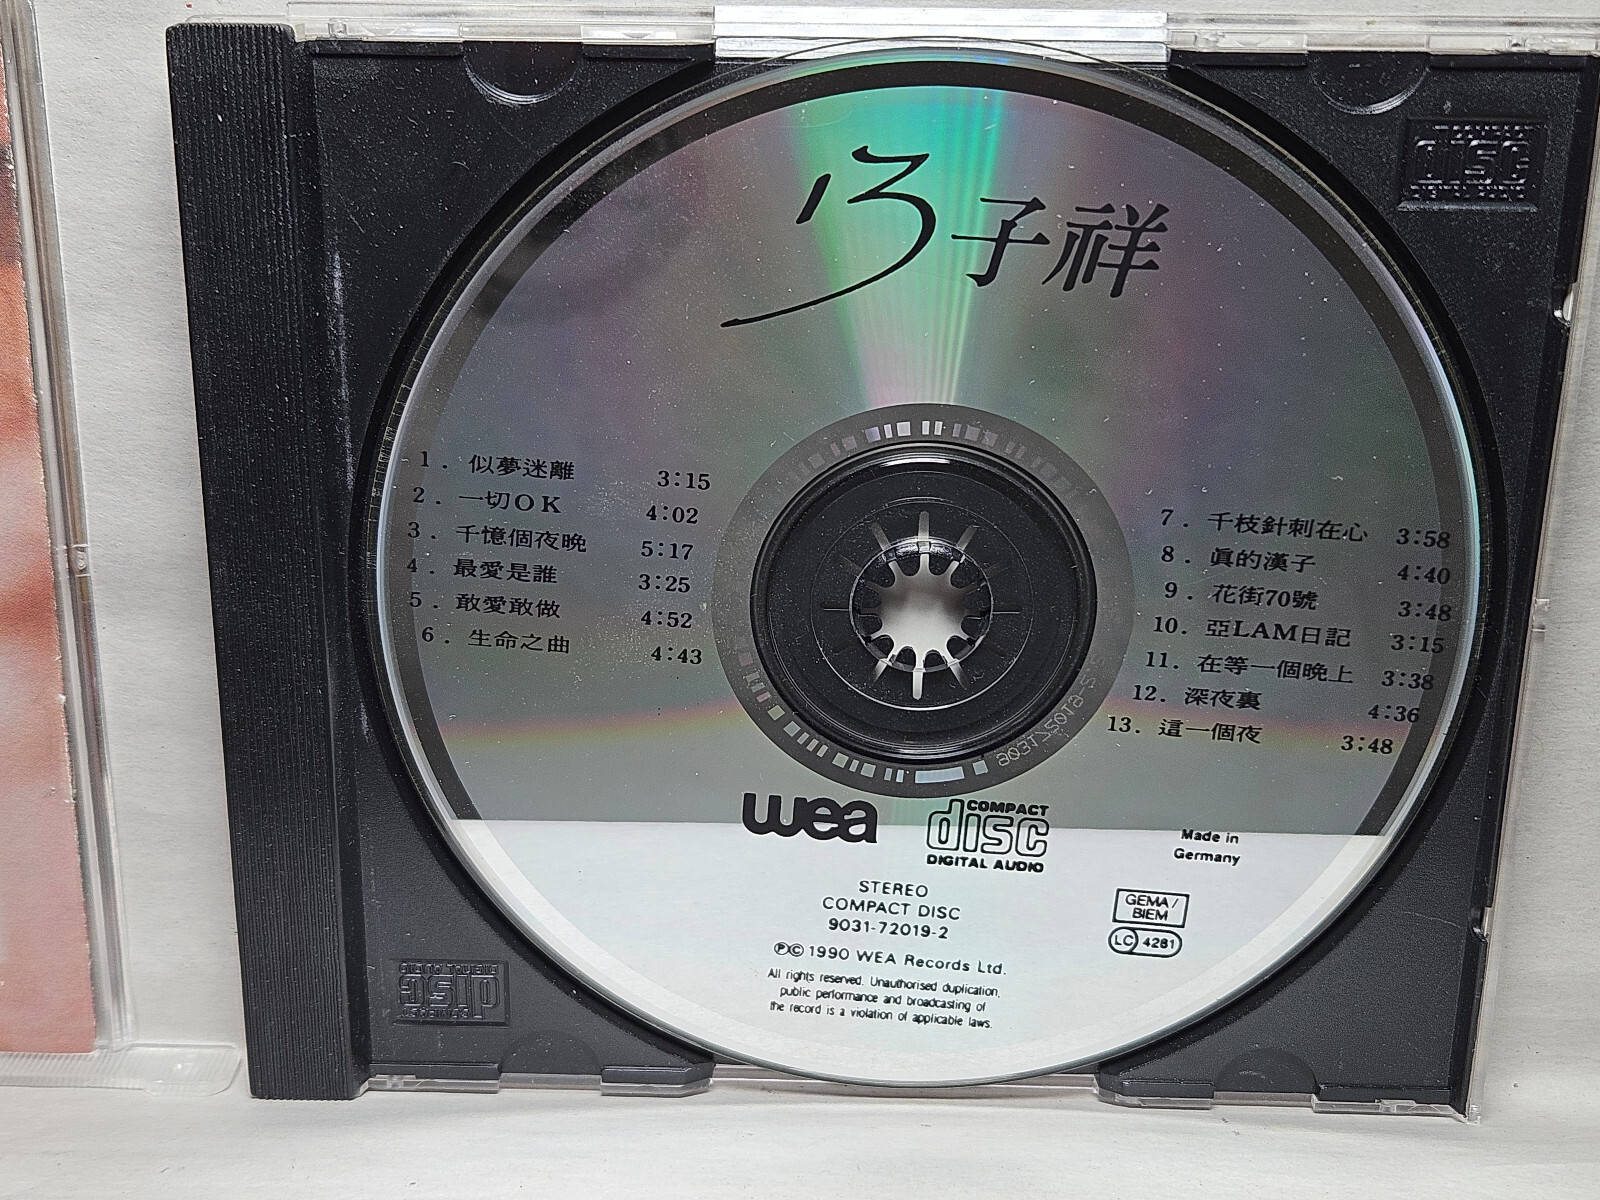 子祥
1. 似夢迷離 3:15
2. 一切OK 4:02
3. 千憶個夜晚 5:17
4. 最愛是誰 3:25
5. 敢愛敢做 4:52
6. 生命之曲 4:43
7. 千枝針刺在心 3:58
8. 眞的漢子 4:40
9. 花街70號 3:48
10. 亞LAM日記 3:15
11. 在等一個晚上 3:38
12. 深夜裏 4:36
13. 這一個夜 3:48
wea
COMPACT
disc
DIGITAL AUDIO
Made in
Germany
STEREO
COMPACT DISC
9031-72019-2
GEMA/
BIEM
LC 4281
℗© 1990 WEA Records Ltd.
All rights reserved. Unauthorised duplication,
public performance and broadcasting of
the record is a violation of applicable laws.
disc
disc